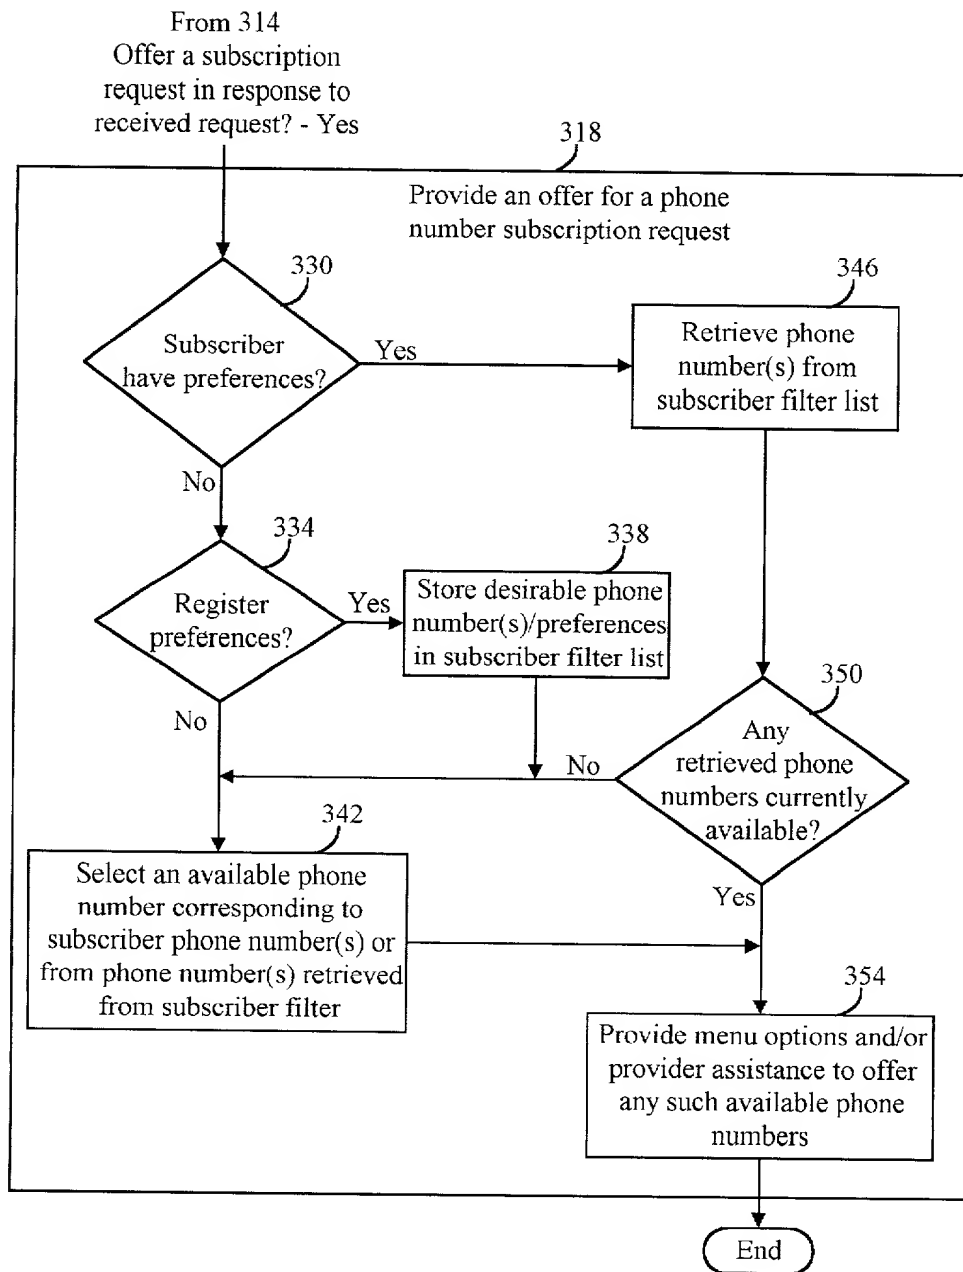 From 314
Offer a subscription
request in response to
received request? - Yes
318
Provide an offer for a phone
number subscription request
330
Subscriber
have preferences?
Yes
No
346
Retrieve phone
number(s) from
subscriber filter list
334
Register
preferences?
Yes
No
338
Store desirable phone
number(s)/preferences
in subscriber filter list
350
Any
retrieved phone
numbers currently
available?
No
Yes
342
Select an available phone
number corresponding to
subscriber phone number(s) or
from phone number(s) retrieved
from subscriber filter
354
Provide menu options and/or
provider assistance to offer
any such available phone
numbers
End